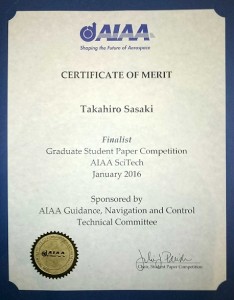 AIAA
Shaping the Future of Aerospace
CERTIFICATE OF MERIT
Takahiro Sasaki
Finalist
Graduate Student Paper Competition
AIAA SciTech
January 2016
Sponsored by
AIAA Guidance, Navigation and Control
Technical Committee
Chair, Student Paper Competition